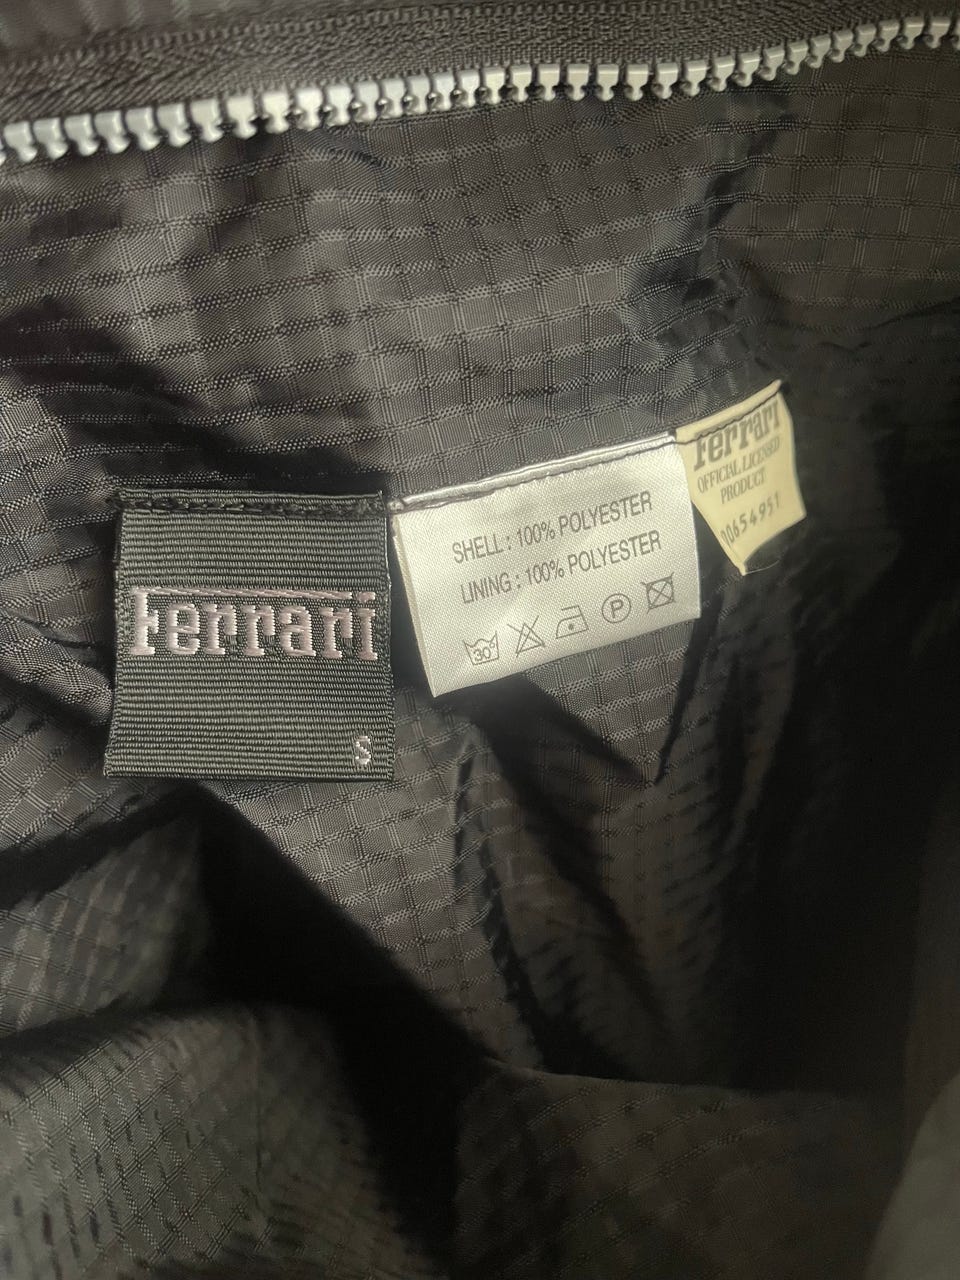 Ferrari
S
SHELL : 100% POLYESTER
LINING : 100% POLYESTER
30°
P
Ferrari
OFFICIAL LICENSED
PRODUCT
00654951